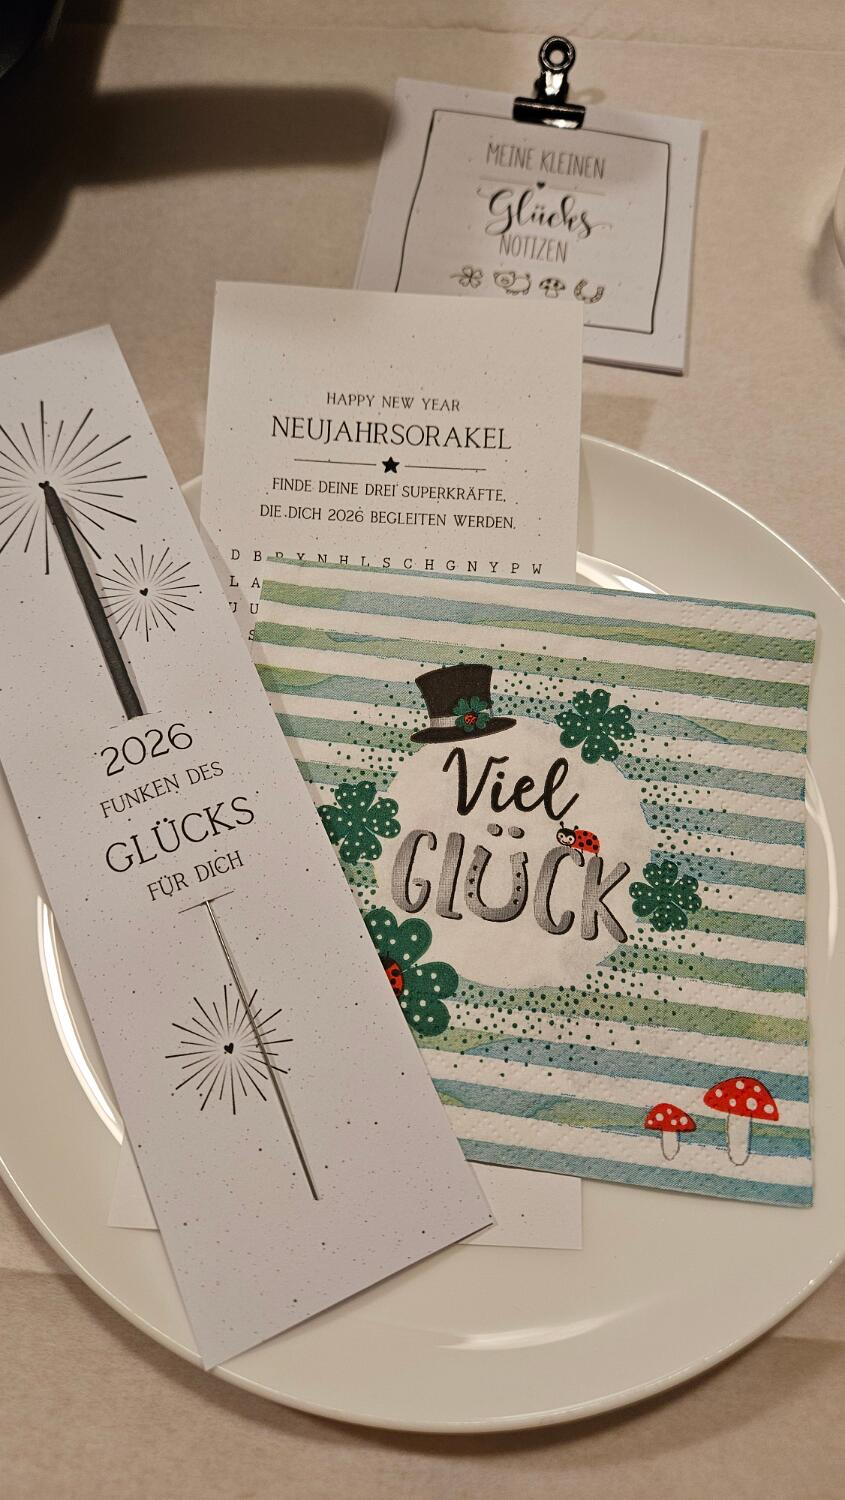 MEINE KLEINEN
Glücks
NOTIZEN
HAPPY NEW YEAR
NEUJAHRSORAKEL
FINDE DEINE DREI SUPERKRÄFTE,
DIE DICH 2026 BEGLEITEN WERDEN.
D B R Y N H L S C H G N Y P W
L A
U U
S
2026
FUNKEN DES
GLÜCKS
FÜR DICH
Viel
GLÜCK